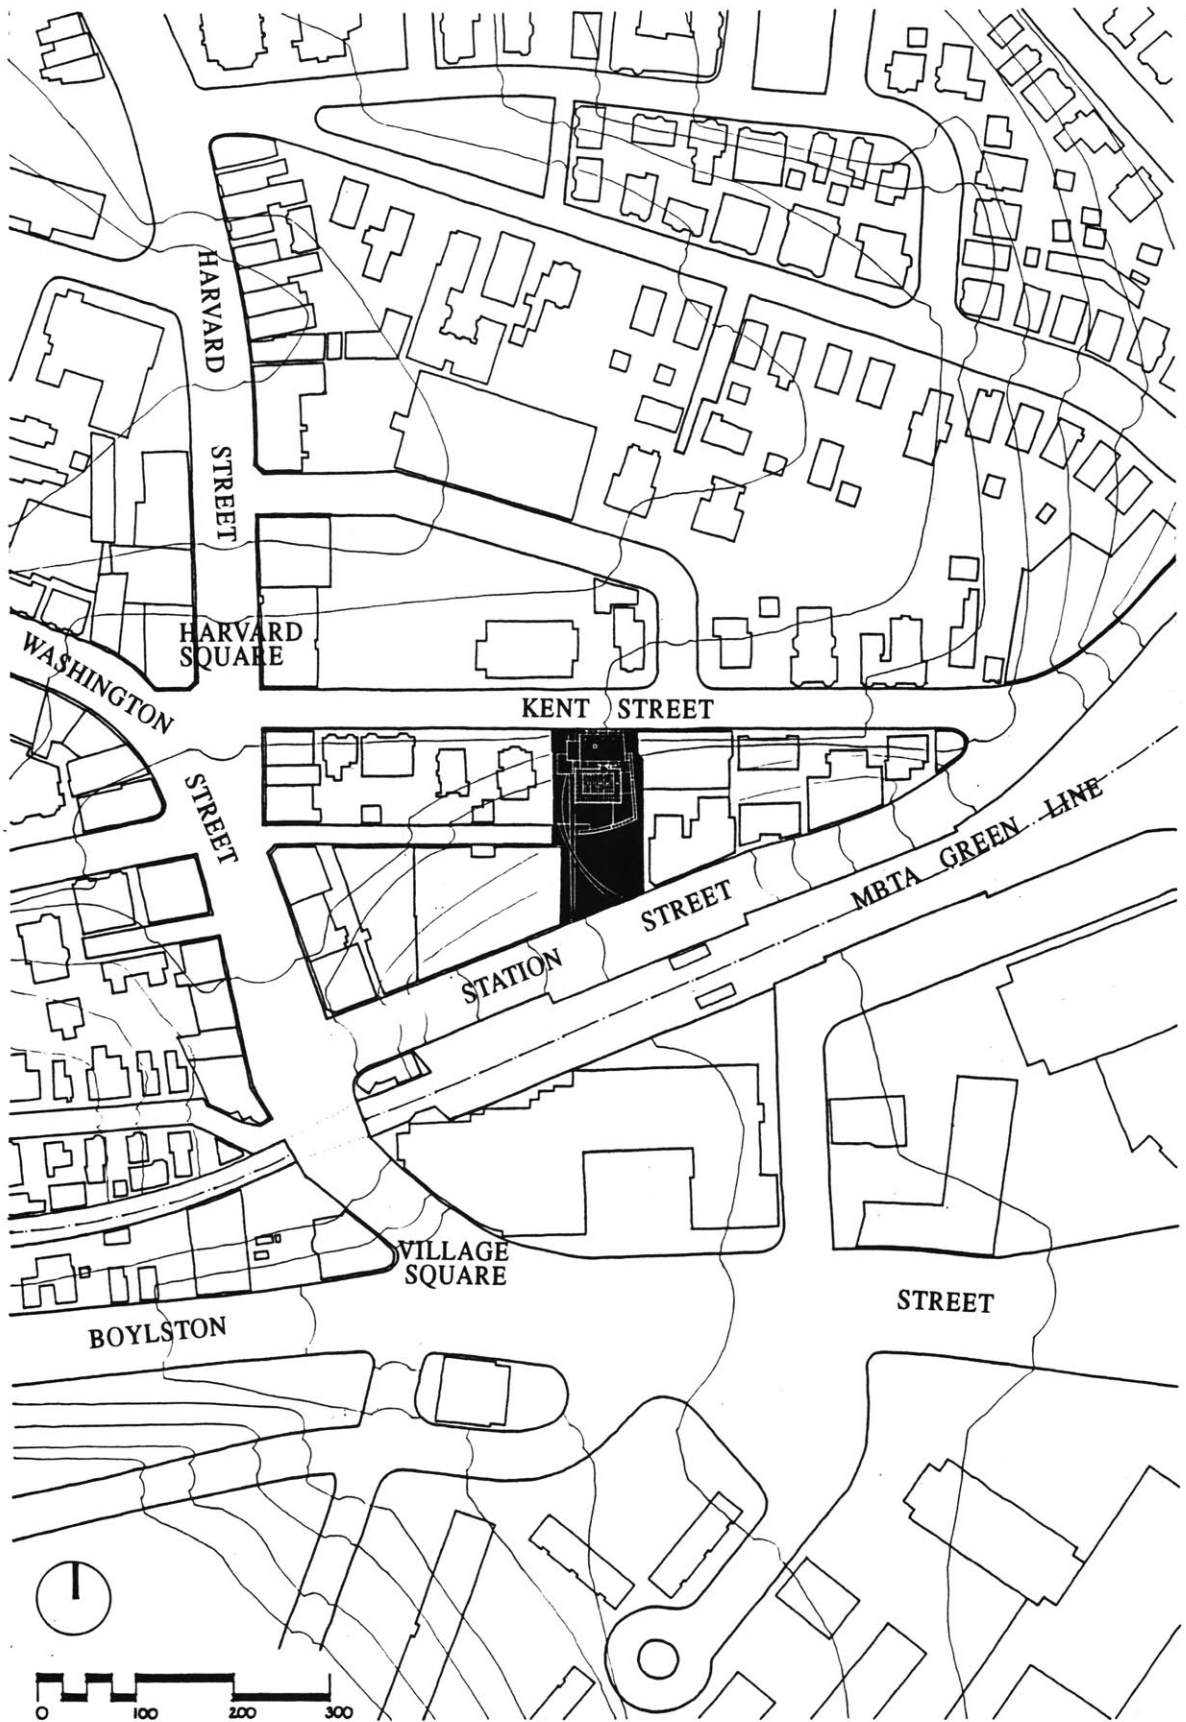 HARVARD
STREET
HARVARD
SQUARE
WASHINGTON
STREET
KENT STREET
STATION STREET
MBTA GREEN LINE
VILLAGE
SQUARE
BOYLSTON STREET
0 100 200 300